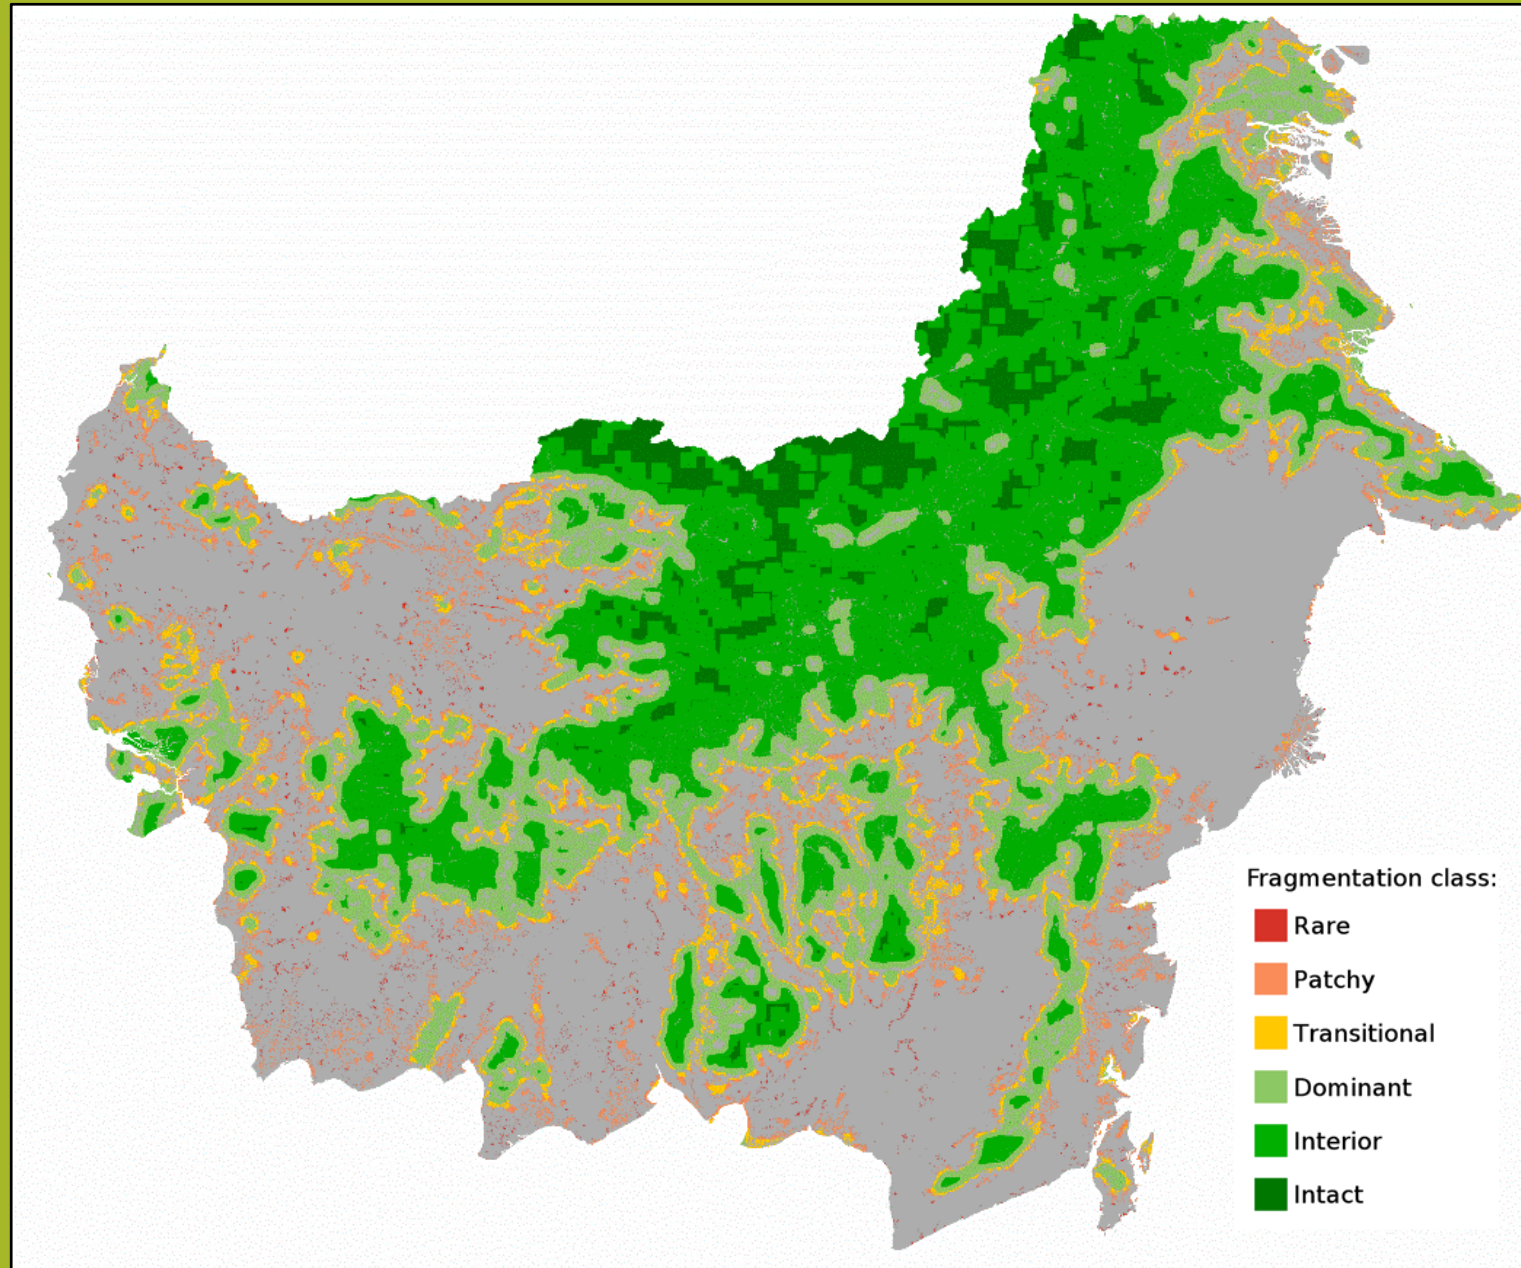 Fragmentation class:
Rare
Patchy
Transitional
Dominant
Interior
Intact